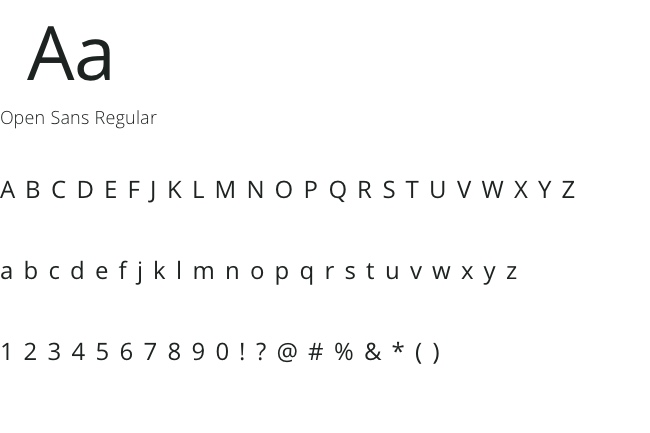 Aa
Open Sans Regular
A B C D E F J K L M N O P Q R S T U V W X Y Z
a b c d e f j k l m n o p q r s t u v w x y z
1 2 3 4 5 6 7 8 9 0 ! ? @ # % & * ( )